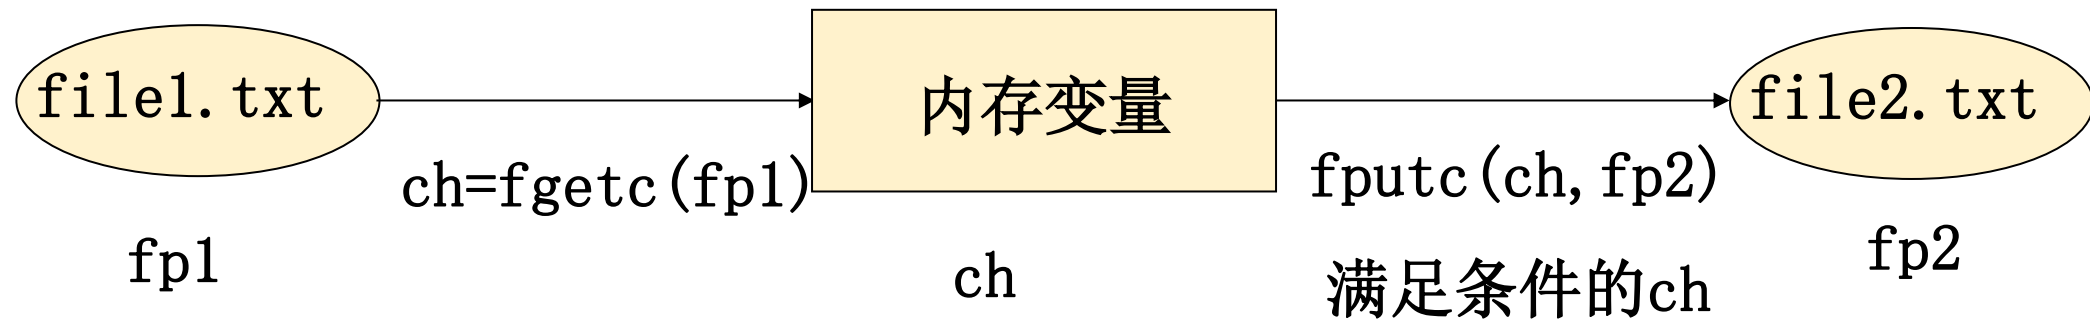 file1.txt
内存变量
file2.txt
ch=fgetc(fp1)
fputc(ch,fp2)
fp1
ch
满足条件的ch
fp2